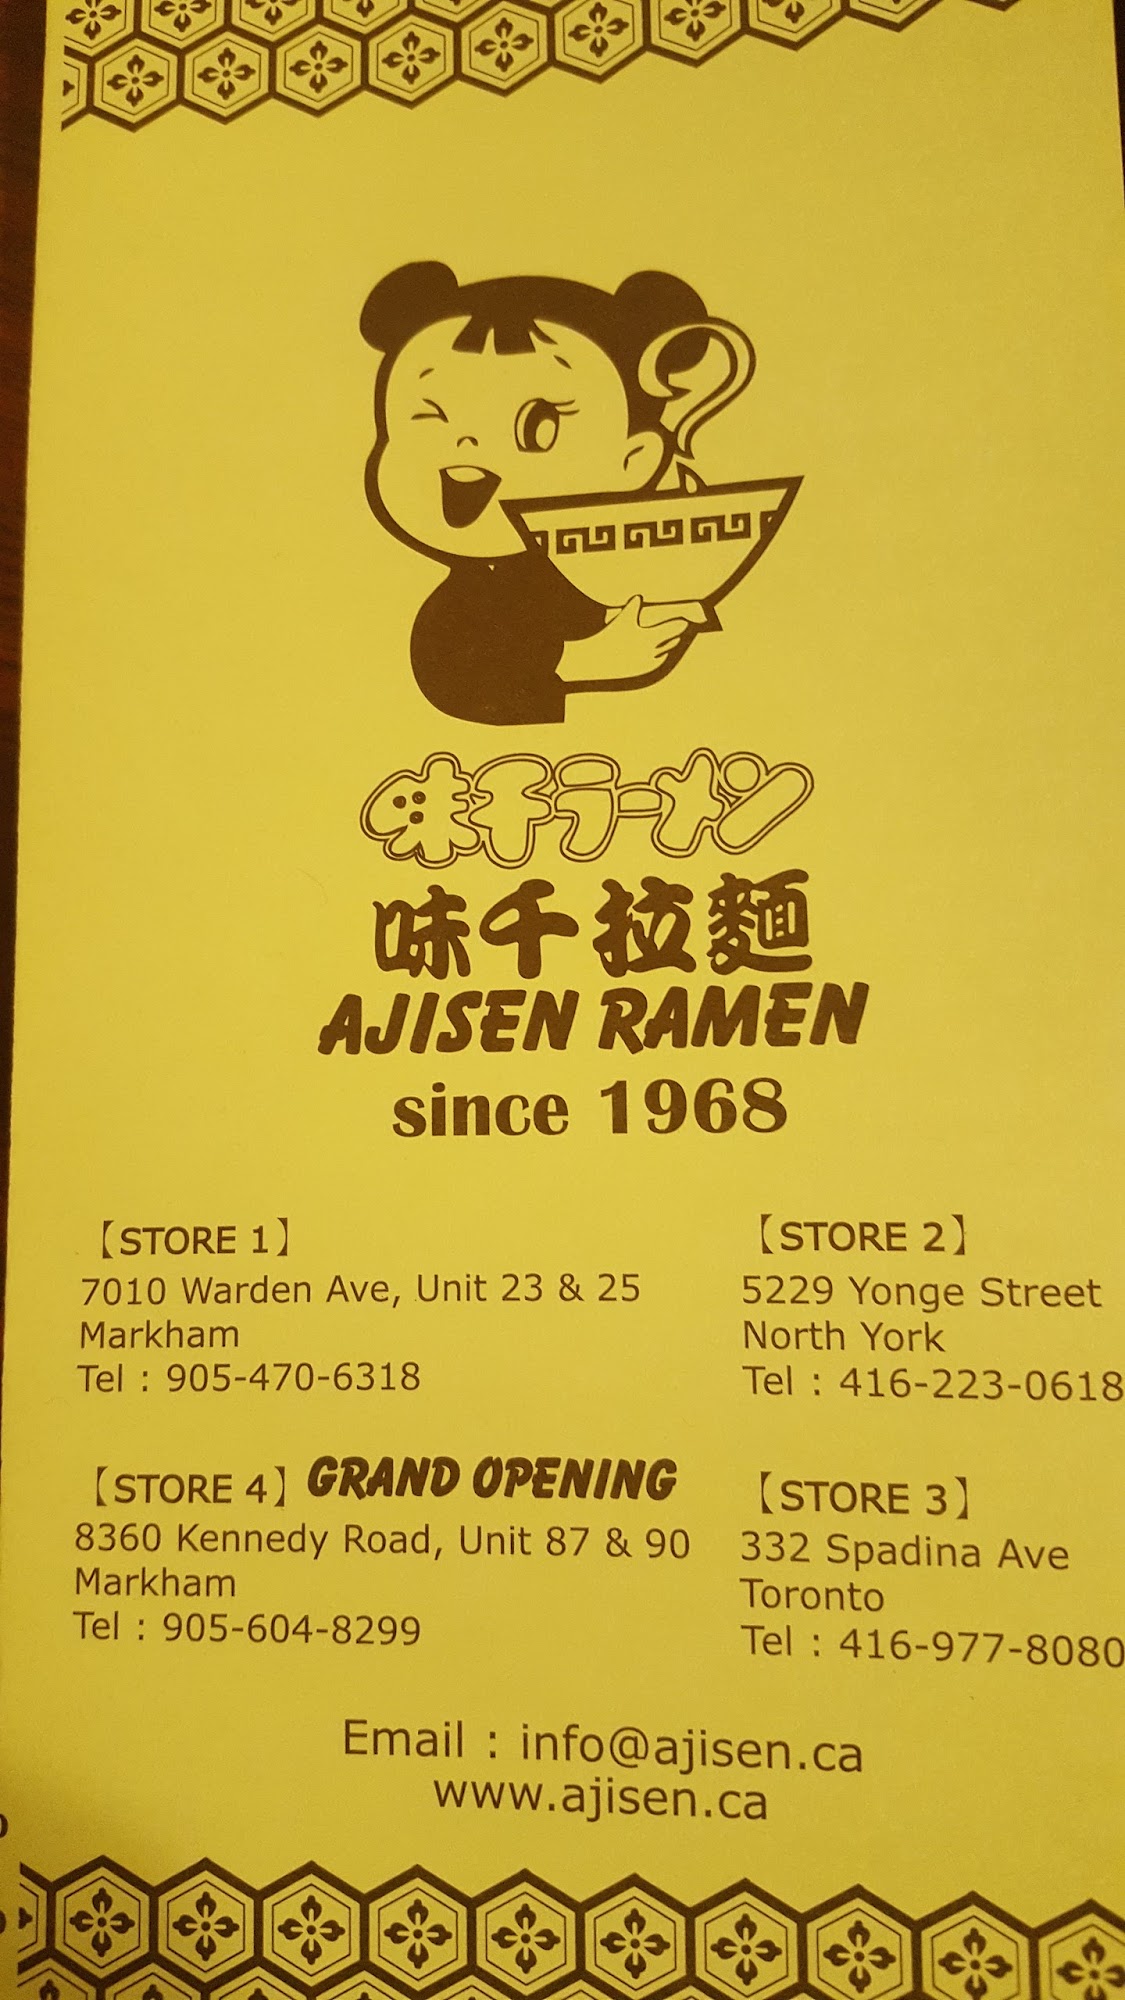 味千ラーメン
味千拉麵
AJISEN RAMEN
since 1968
【STORE 1】
7010 Warden Ave, Unit 23 & 25
Markham
Tel : 905-470-6318
【STORE 2】
5229 Yonge Street
North York
Tel : 416-223-0618
【STORE 4】 GRAND OPENING
8360 Kennedy Road, Unit 87 & 90
Markham
Tel : 905-604-8299
【STORE 3】
332 Spadina Ave
Toronto
Tel : 416-977-8080
Email : info@ajisen.ca
www.ajisen.ca